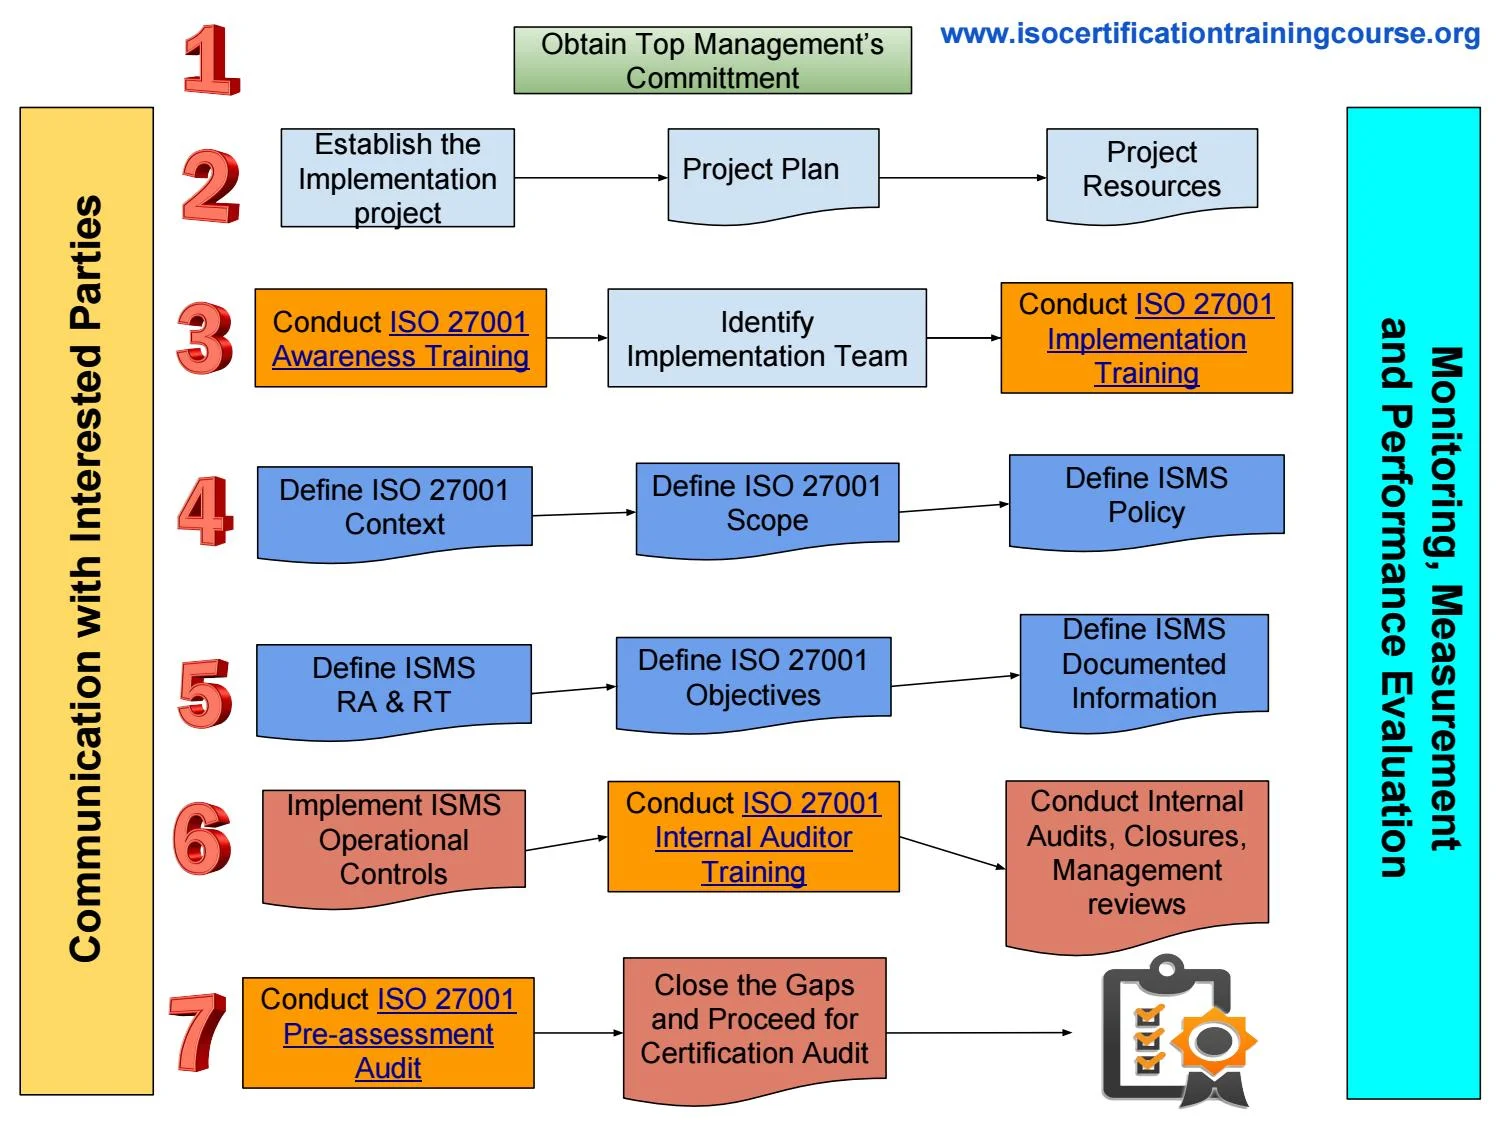 1
Obtain Top Management's
Committment
www.isocertificationtrainingcourse.org
Communication with Interested Parties
2
Establish the
Implementation
project
Project Plan
Project
Resources
3
Conduct ISO 27001
Awareness Training
Identify
Implementation Team
Conduct ISO 27001
Implementation
Training
4
Define ISO 27001
Context
Define ISO 27001
Scope
Define ISMS
Policy
5
Define ISMS
RA & RT
Define ISO 27001
Objectives
Define ISMS
Documented
Information
6
Implement ISMS
Operational
Controls
Conduct ISO 27001
Internal Auditor
Training
Conduct Internal
Audits, Closures,
Management
reviews
7
Conduct ISO 27001
Pre-assessment
Audit
Close the Gaps
and Proceed for
Certification Audit
Monitoring, Measurement
and Performance Evaluation